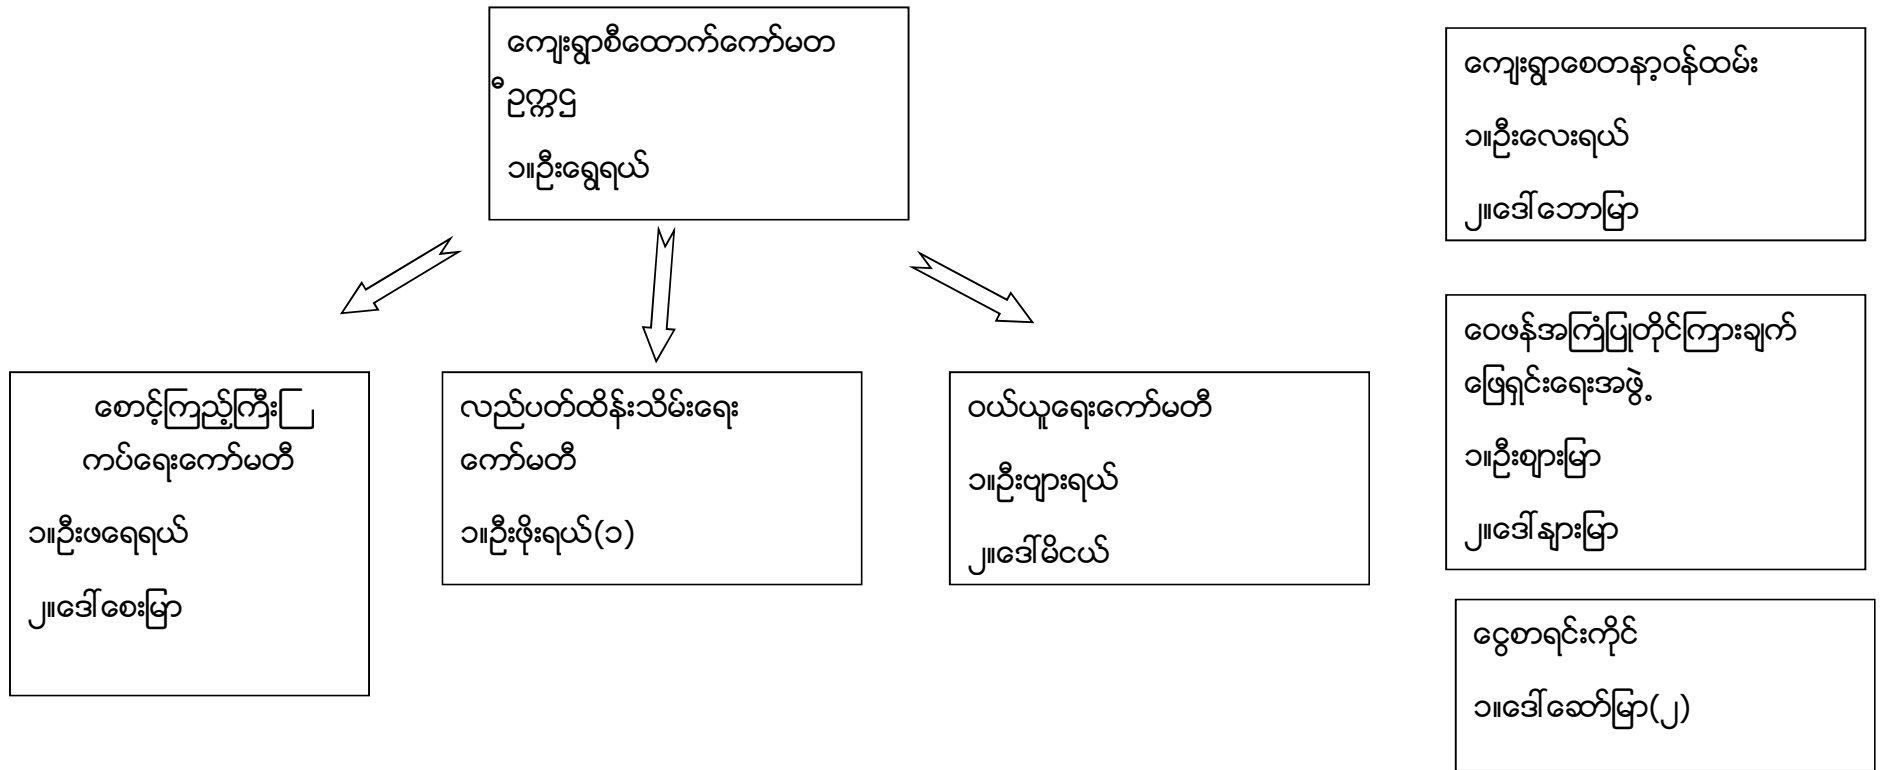 ကျေးရွာစီထောက်ကော်မတ
ီဥက္ကဌ
၁။ဦးရွေရယ်
ကျေးရွာစေတနာ့ဝန်ထမ်း
၁။ဦးလေးရယ်
၂။ဒေါ်ဘောမြာ
စောင့်ကြည့်ကြီးကြ
ကပ်ရေးကော်မတီ
၁။ဦးဖရေရယ်
၂။ဒေါ်စေးမြာ
လည်ပတ်ထိန်းသိမ်းရေး
ကော်မတီ
၁။ဦးဖိုးရယ်(၁)
ဝယ်ယူရေးကော်မတီ
၁။ဦးဗျားရယ်
၂။ဒေါ်မိငယ်
ဝေဖန်အကြံပြုတိုင်ကြားချက်
ဖြေရှင်းရေးအဖွဲ့
၁။ဦးစျားမြာ
၂။ဒေါ်နျားမြာ
ငွေစာရင်းကိုင်
၁။ဒေါ်ဆော်မြာ(၂)